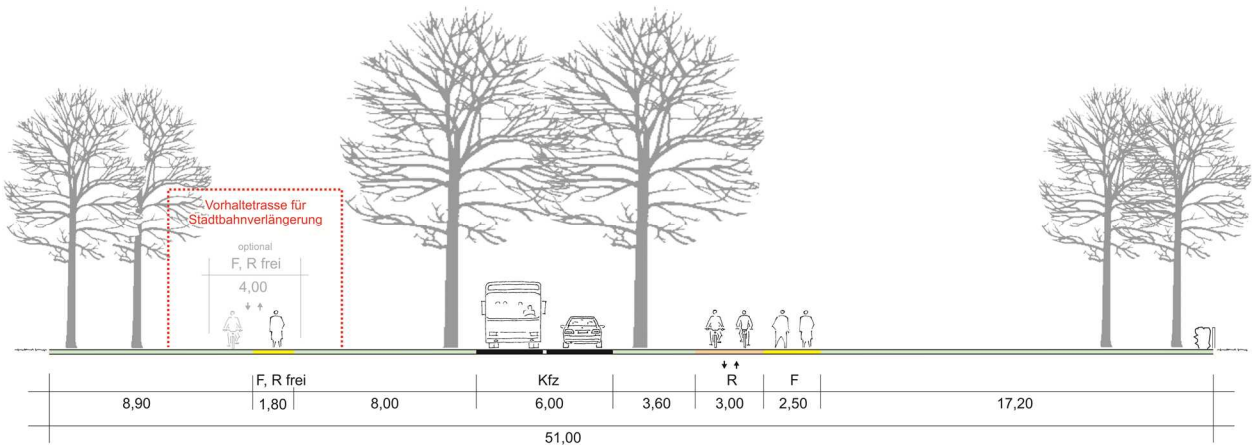 Vorhaltetrasse für
Stadtbahnverlängerung
optional
F, R frei
4,00
F, R frei Kfz R F
8,90 1,80 8,00 6,00 3,60 3,00 2,50 17,20
51,00